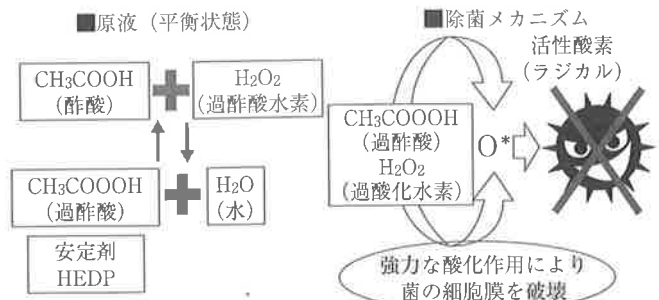 ■原液（平衡状態）
CH3COOH
（酢酸）
H2O2
（過酢酸水素）
CH3COOOH
（過酢酸）
H2O
（水）
安定剤
HEDP
■除菌メカニズム
活性酸素
（ラジカル）
CH3COOOH
（過酢酸）
H2O2
（過酸化水素）
O*
強力な酸化作用により
菌の細胞膜を破壊